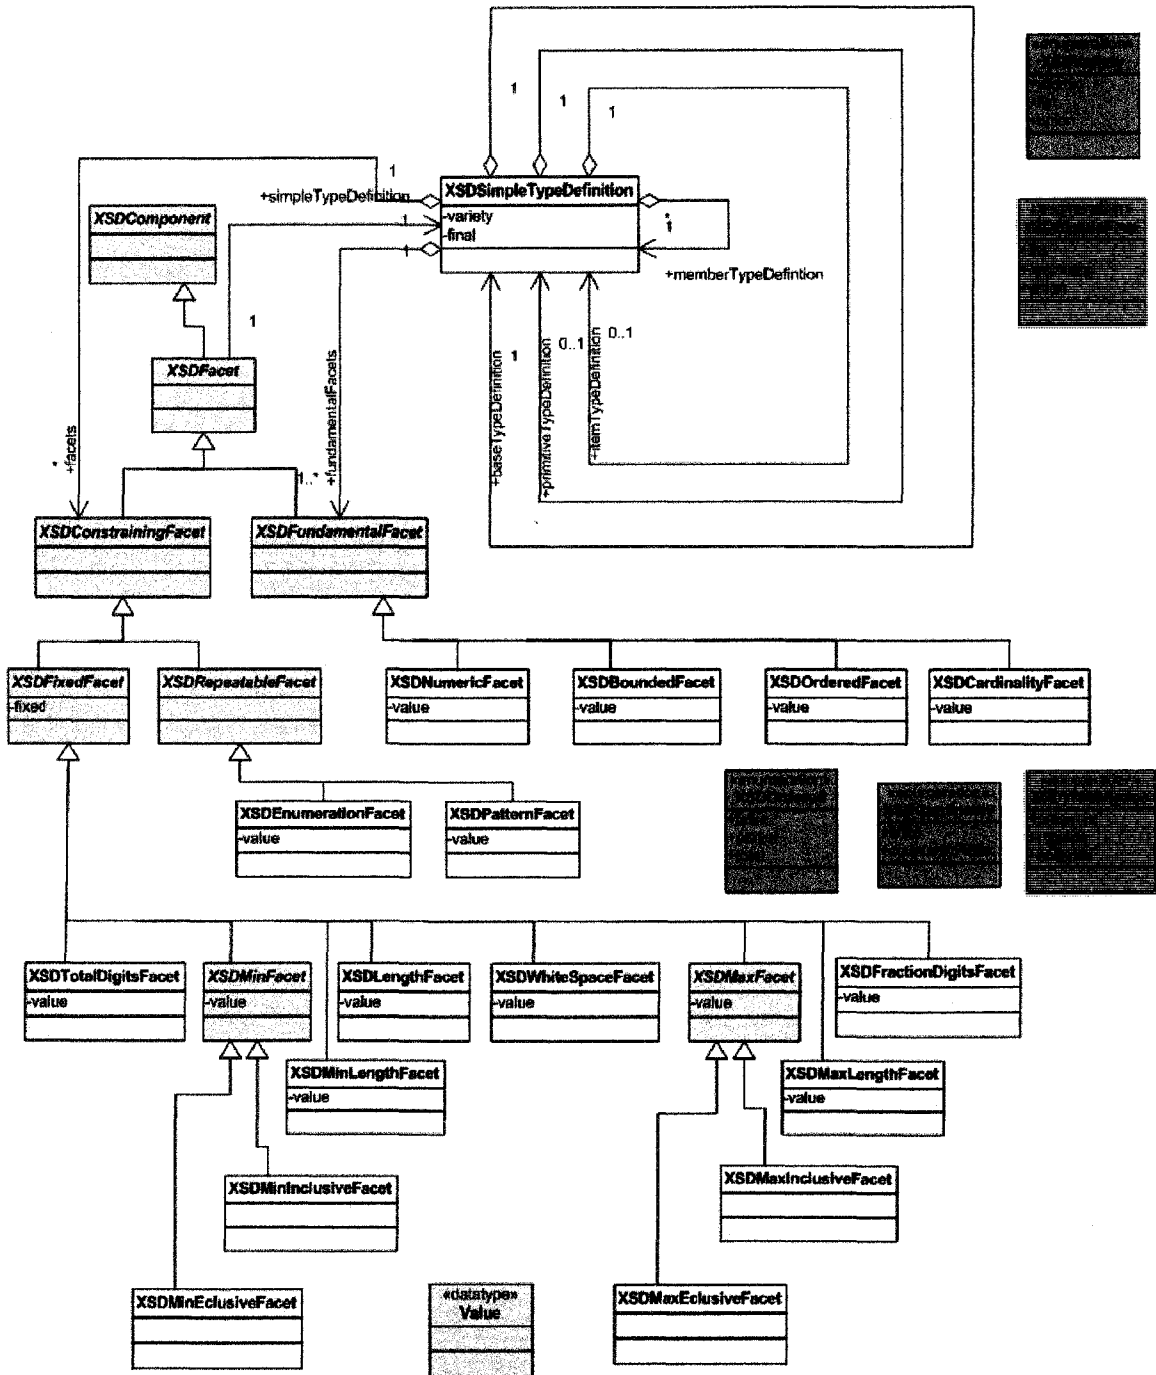 1
1
1
1
+simpleTypeDefinition
XSDSimpleTypeDefinition
-variety
-final
1
1
*
1
+memberTypeDefintion
XSDComponent
1
XSDFacet
1
0..1
0..1
+baseTypeDefinition
+primitiveTypeDefinition
+itemTypeDefinition
*
+facets
1..*
+fundamentalFacets
XSDConstrainingFacet
XSDFundamentalFacet
XSDFixedFacet
-fixed
XSDRepeatableFacet
XSDNumericFacet
-value
XSDBoundedFacet
-value
XSDOrderedFacet
-value
XSDCardinalityFacet
-value
XSDEnumerationFacet
-value
XSDPatternFacet
-value
XSDTotalDigitsFacet
-value
XSDMinFacet
-value
XSDLengthFacet
-value
XSDWhiteSpaceFacet
-value
XSDMaxFacet
-value
XSDFractionDigitsFacet
-value
XSDMinLengthFacet
-value
XSDMaxLengthFacet
-value
XSDMinInclusiveFacet
XSDMaxInclusiveFacet
XSDMinEclusiveFacet
«datatype»
Value
XSDMaxEclusiveFacet